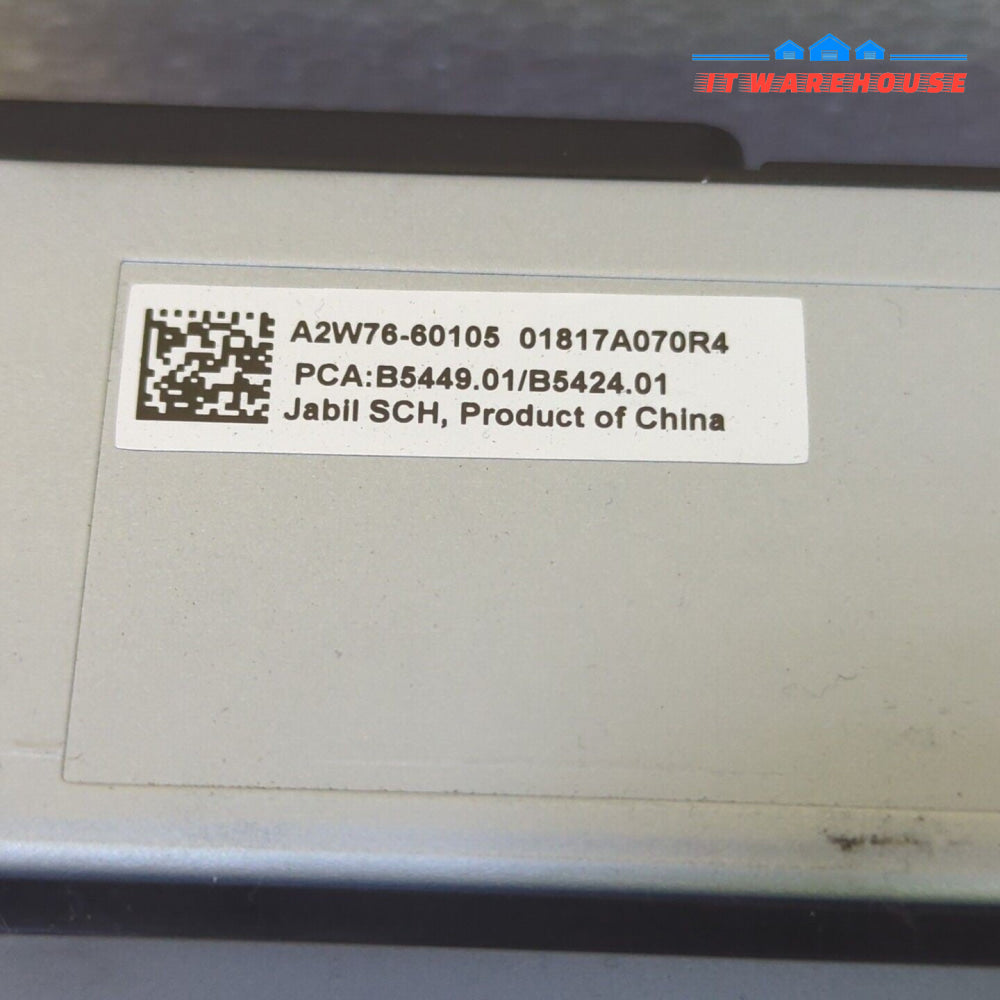 IT WAREHOUSE
A2W76-60105 01817A070R4
PCA:B5449.01/B5424.01
Jabil SCH, Product of China